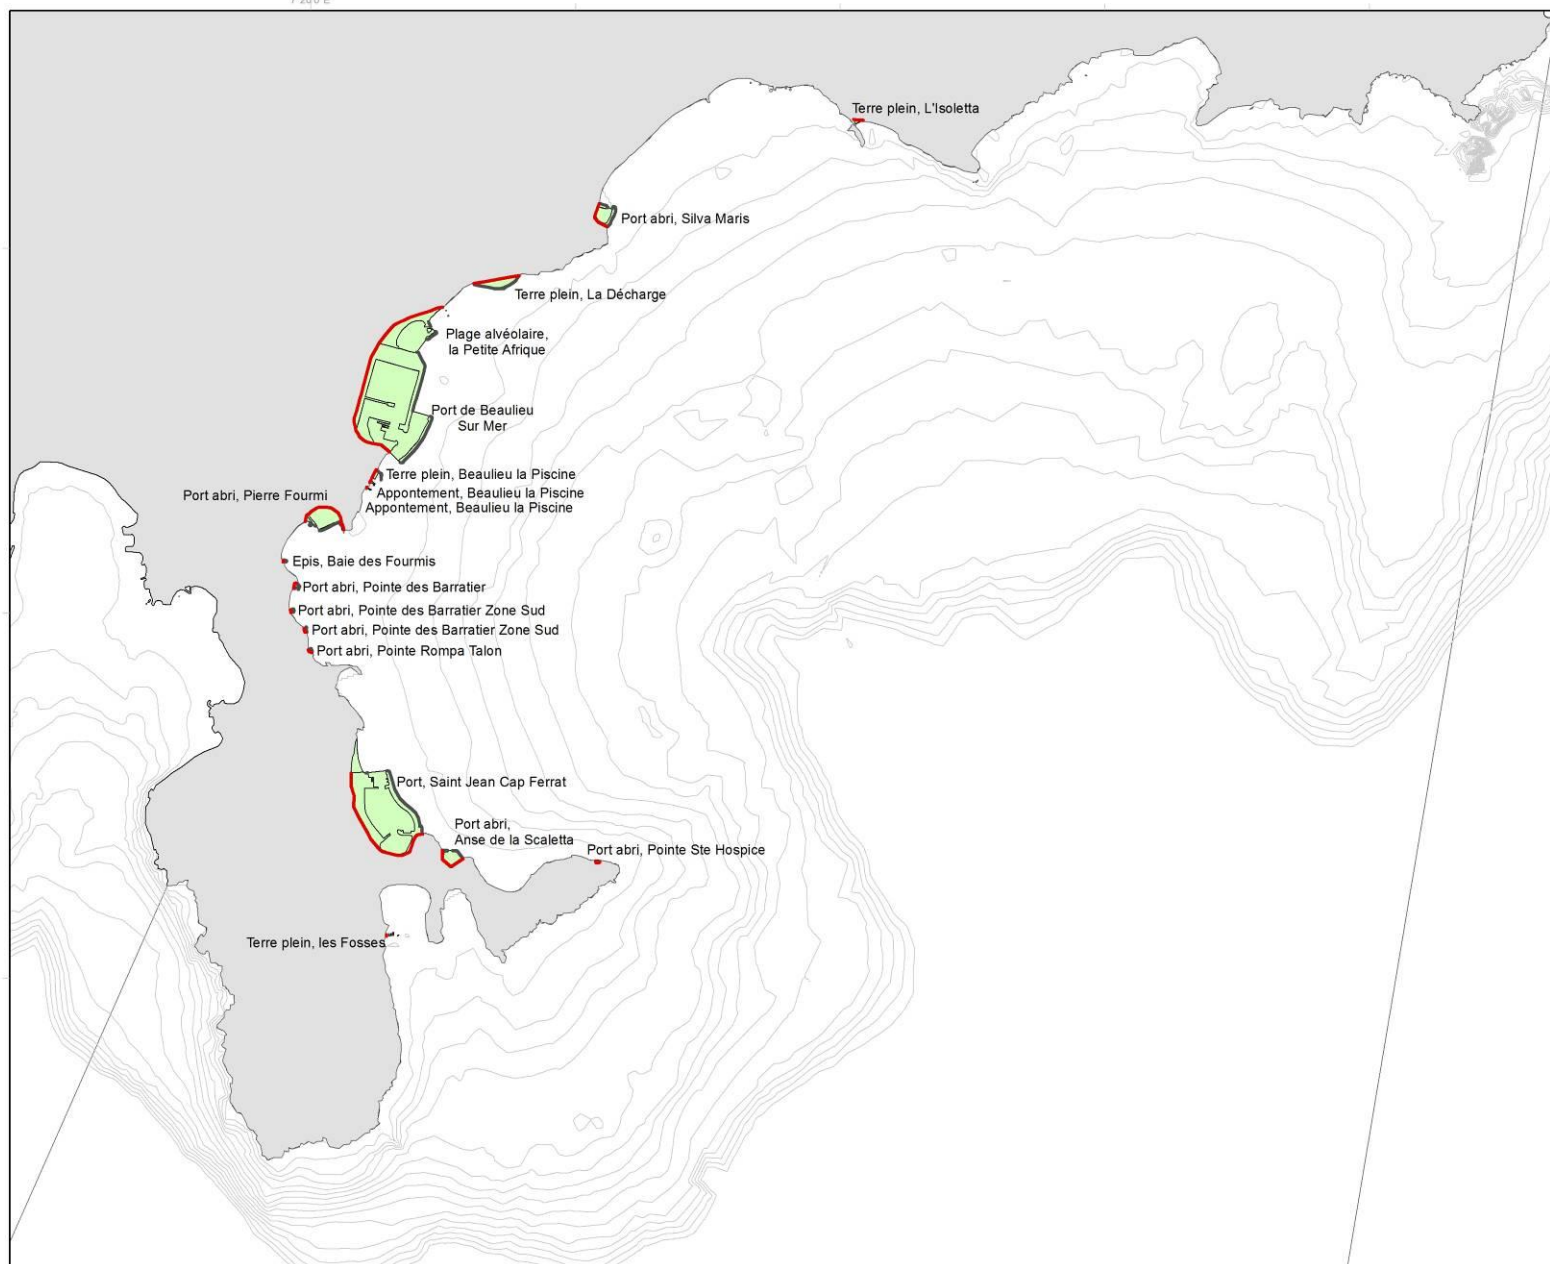 Terre plein, L'Isoletta
Port abri, Silva Maris
Terre plein, La Décharge
Plage alvéolaire,
la Petite Afrique
Port de Beaulieu
Sur Mer
Terre plein, Beaulieu la Piscine
Appontement, Beaulieu la Piscine
Port abri, Pierre Fourmi
Appontement, Beaulieu la Piscine
Epis, Baie des Fourmis
Port abri, Pointe des Barratier
Port abri, Pointe des Barratier Zone Sud
Port abri, Pointe des Barratier Zone Sud
Port abri, Pointe Rompa Talon
Port, Saint Jean Cap Ferrat
Port abri,
Anse de la Scaletta
Port abri, Pointe Ste Hospice
Terre plein, les Fosses